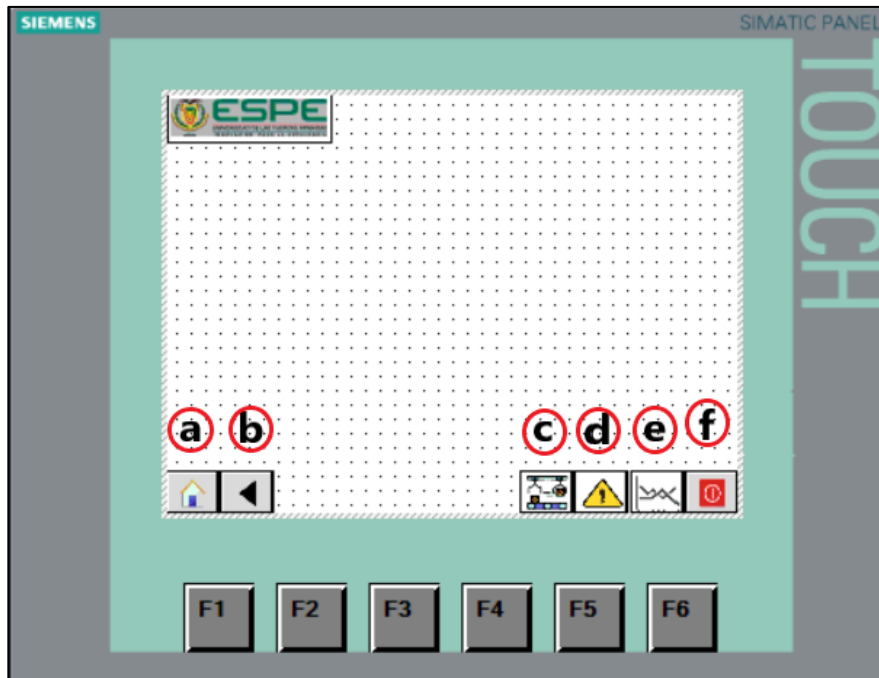 SIEMENS
SIMATIC PANEL
TOUCH
ESPE
a b c d e f
F1 F2 F3 F4 F5 F6